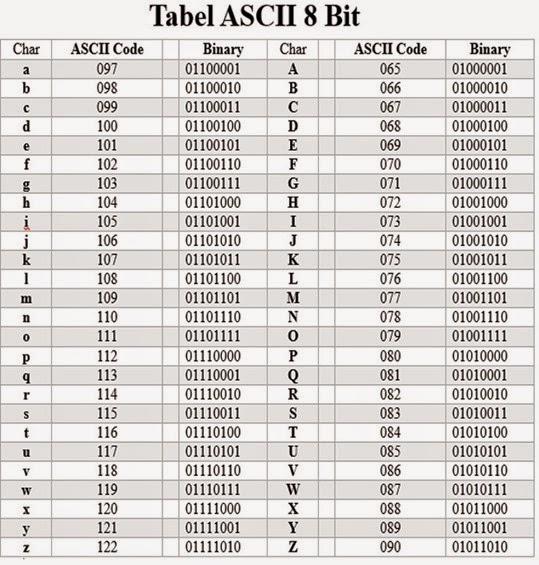 Tabel ASCII 8 Bit
Char ASCII Code Binary Char ASCII Code Binary
a 097 01100001 A 065 01000001
b 098 01100010 B 066 01000010
c 099 01100011 C 067 01000011
d 100 01100100 D 068 01000100
e 101 01100101 E 069 01000101
f 102 01100110 F 070 01000110
g 103 01100111 G 071 01000111
h 104 01101000 H 072 01001000
i 105 01101001 I 073 01001001
j 106 01101010 J 074 01001010
k 107 01101011 K 075 01001011
l 108 01101100 L 076 01001100
m 109 01101101 M 077 01001101
n 110 01101110 N 078 01001110
o 111 01101111 O 079 01001111
p 112 01110000 P 080 01010000
q 113 01110001 Q 081 01010001
r 114 01110010 R 082 01010010
s 115 01110011 S 083 01010011
t 116 01110100 T 084 01010100
u 117 01110101 U 085 01010101
v 118 01110110 V 086 01010110
w 119 01110111 W 087 01010111
x 120 01111000 X 088 01011000
y 121 01111001 Y 089 01011001
z 122 01111010 Z 090 01011010